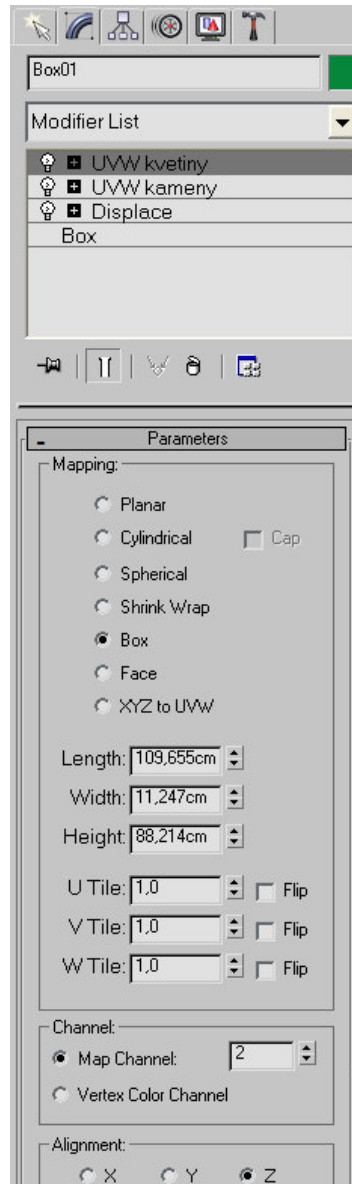 Box01
Modifier List
UVW kvetiny
UVW kameny
Displace
Box
- Parameters
Mapping:
Planar
Cylindrical Cap
Spherical
Shrink Wrap
Box
Face
XYZ to UVW
Length: 109,655cm
Width: 11,247cm
Height: 88,214cm
U Tile: 1,0 Flip
V Tile: 1,0 Flip
W Tile: 1,0 Flip
Channel:
Map Channel: 2
Vertex Color Channel
Alignment:
X Y Z